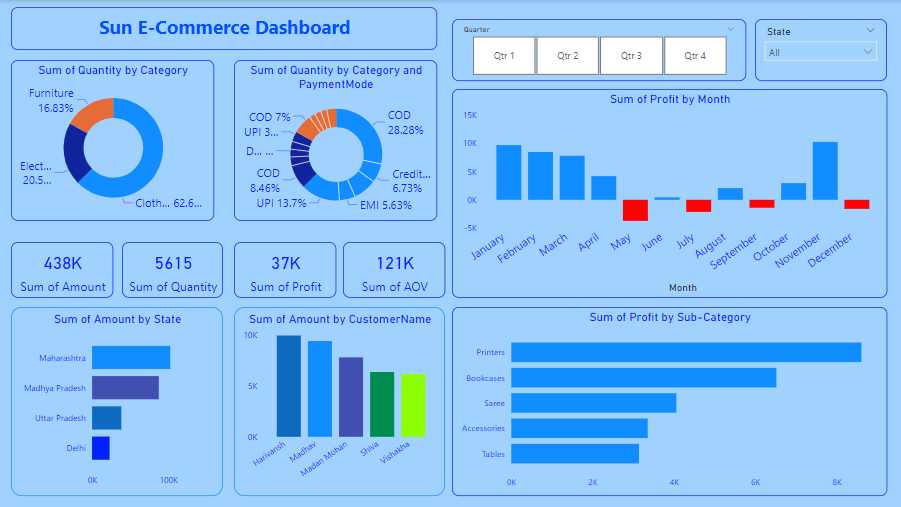 Sun E-Commerce Dashboard
Quarter
Qtr 1
Qtr 2
Qtr 3
Qtr 4
State
All
Sum of Quantity by Category
Furniture
16.83%
Elect...
20.5...
Cloth... 62.6...
Sum of Quantity by Category and
PaymentMode
COD
28.28%
Credit...
6.73%
EMI 5.63%
UPI 13.7%
COD
8.46%
D... ...
UPI 3...
COD 7%
Sum of Profit by Month
15K
10K
5K
0K
-5K
January
February
March
April
May
June
July
August
September
October
November
December
Month
438K
Sum of Amount
5615
Sum of Quantity
37K
Sum of Profit
121K
Sum of AOV
Sum of Amount by State
Maharashtra
Madhya Pradesh
Uttar Pradesh
Delhi
0K
100K
Sum of Amount by CustomerName
10K
5K
0K
Harivansh
Madhav
Madan Mohan
Shiva
Vishakha
Sum of Profit by Sub-Category
Printers
Bookcases
Saree
Accessories
Tables
0K
2K
4K
6K
8K